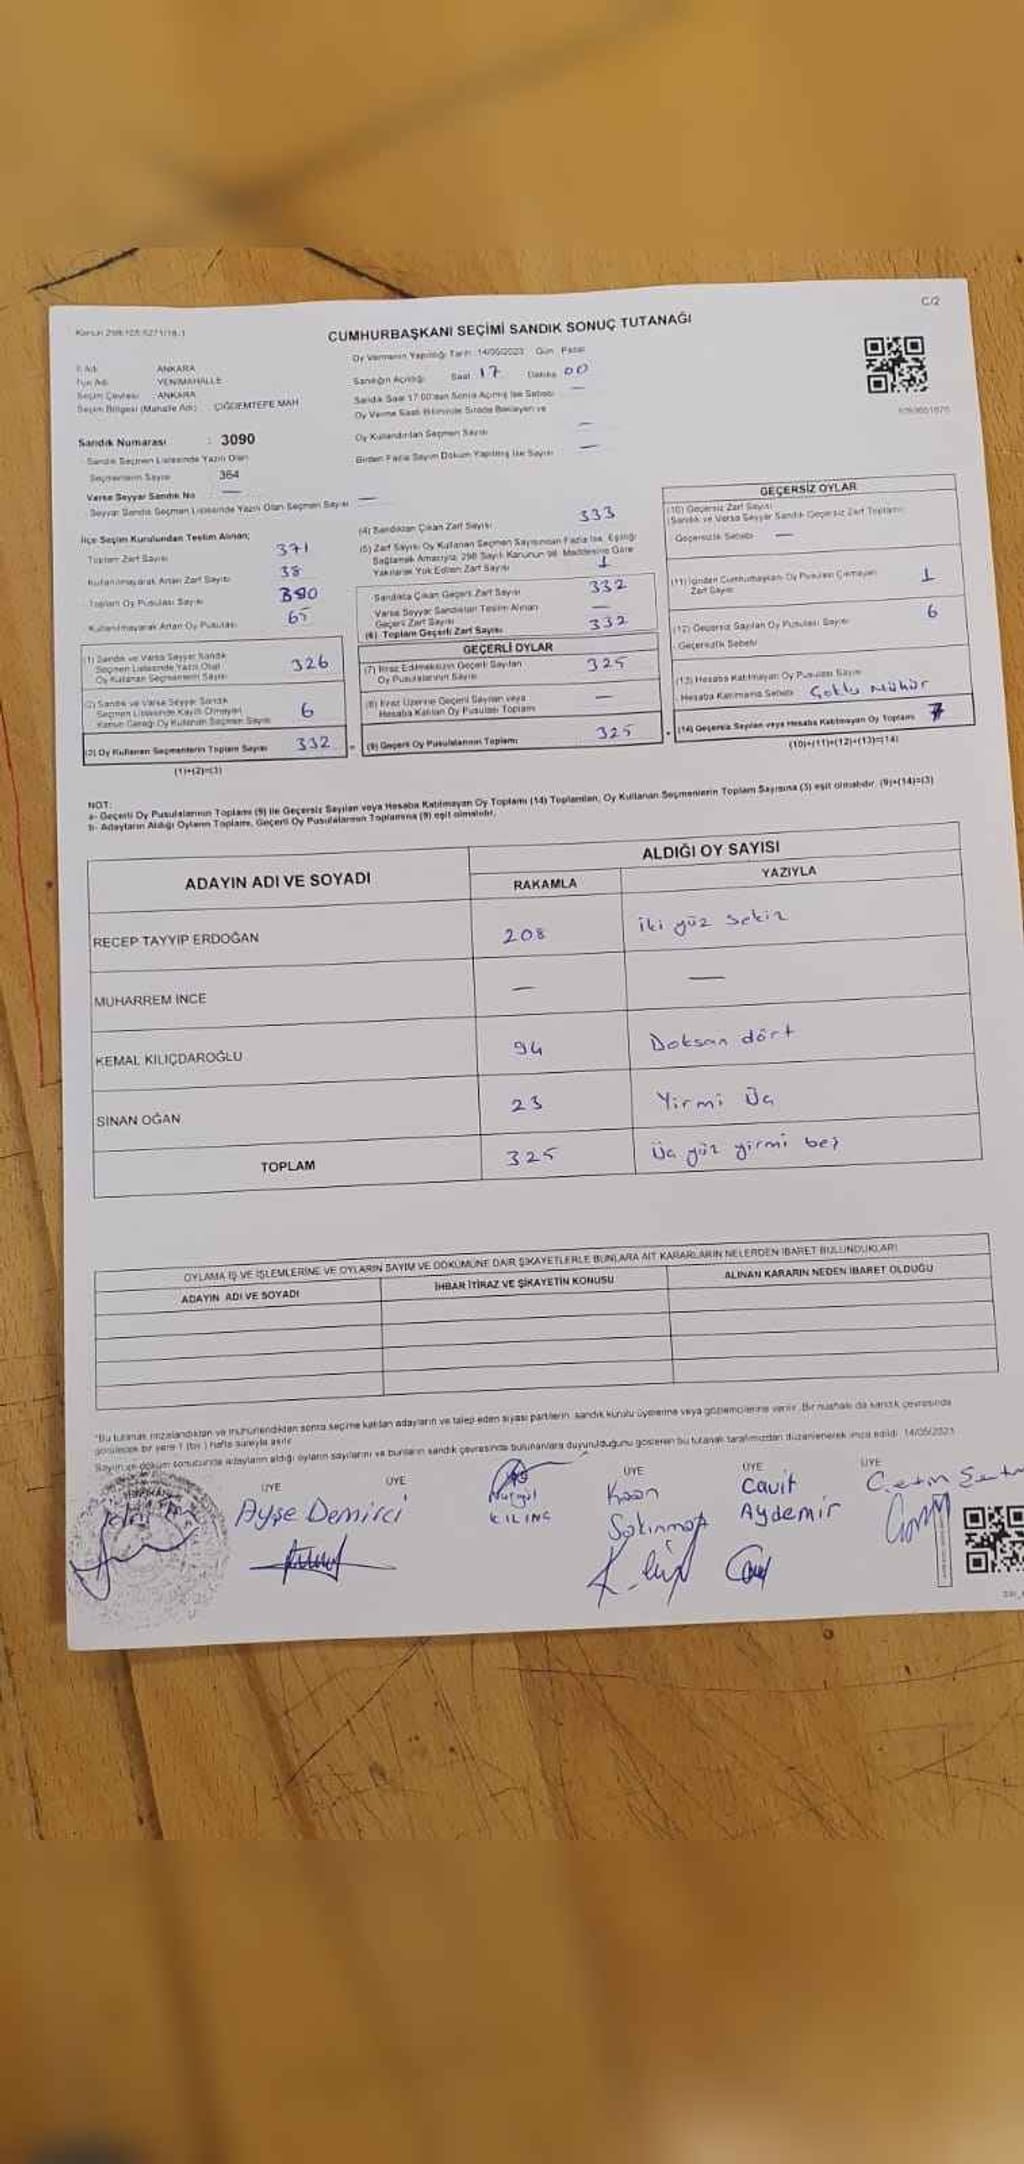 C/2
CUMHURBAŞKANI SEÇİMİ SANDIK SONUÇ TUTANAĞI
Oy Vermenin Yapıldığı Tarih :14/05/2023 Gün : Pazar
İl Adı : ANKARA
İlçe Adı : YENİMAHALLE
Seçim Çevresi : ANKARA
Seçim Bölgesi (Mahalle Adı) : ÇİĞDEMTEPE MAH
Sandığın Açıldığı Saat 17 Dakika 00
Sandık Saat 17.00'dan Sonra Açılmış İse Sebebi —
Oy Verme Saati Bitiminde Sırada Bekleyen ve
Oy Kullandırılan Seçmen Sayısı —
Birden Fazla Sayım Döküm Yapılmış İse Sayısı —
Sandık Numarası : 3090
Sandık Seçmen Listesinde Yazılı Olan
Seçmenlerin Sayısı : 364
Varsa Seyyar Sandık No —
Seyyar Sandık Seçmen Listesinde Yazılı Olan Seçmen Sayısı —
İlçe Seçim Kurulundan Teslim Alınan;
Toplam Zarf Sayısı 371
Kullanılmayarak Artan Zarf Sayısı 38
Toplam Oy Pusulası Sayısı 390
Kullanılmayarak Artan Oy Pusulası 65
(1) Sandık ve Varsa Seyyar Sandık
Seçmen Listesinde Yazılı Olup
Oy Kullanan Seçmenlerin Sayısı 326
(2) Sandık ve Varsa Seyyar Sandık
Seçmen Listesinde Kayıtlı Olmayan
Kanun Gereği Oy Kullanan Seçmen Sayısı 6
(3) Oy Kullanan Seçmenlerin Toplam Sayısı 332
(1)+(2)=(3)
(4) Sandıktan Çıkan Zarf Sayısı 333
(5) Zarf Sayısı Oy Kullanan Seçmen Sayısından Fazla İse, Eşitliği
Sağlamak Amacıyla, 298 Sayılı Kanunun 98. Maddesine Göre
Yakılarak Yok Edilen Zarf Sayısı 1
Sandıkta Çıkan Geçerli Zarf Sayısı 332
Varsa Seyyar Sandıktan Teslim Alınan
Geçerli Zarf Sayısı —
(6) Toplam Geçerli Zarf Sayısı 332
GEÇERLİ OYLAR
(7) İtiraz Edilmeksizin Geçerli Sayılan
Oy Pusulalarının Sayısı 325
(8) İtiraz Üzerine Geçerli Sayılan veya
Hesaba Katılan Oy Pusulası Toplamı —
(9) Geçerli Oy Pusulalarının Toplamı 325
GEÇERSİZ OYLAR
(10) Geçersiz Zarf Sayısı
(Sandık ve Varsa Seyyar Sandık Geçersiz Zarf Toplamı)
Geçersizlik Sebebi —
(11) İçinden Cumhurbaşkanı Oy Pusulası Çıkmayan
Zarf Sayısı 1
(12) Geçersiz Sayılan Oy Pusulası Sayısı 6
Geçersizlik Sebebi
(13) Hesaba Katılmayan Oy Pusulası Sayısı
Hesaba Katılmama Sebebi Çoklu Mühür
(14) Geçersiz Sayılan veya Hesaba Katılmayan Oy Toplamı 7
(10)+(11)+(12)+(13)=(14)
NOT:
a- Geçerli Oy Pusulalarının Toplamı (9) ile Geçersiz Sayılan veya Hesaba Katılmayan Oy Toplamı (14) Toplamları, Oy Kullanan Seçmenlerin Toplam Sayısına (3) eşit olmalıdır. (9)+(14)=(3)
b- Adayların Aldığı Oyların Toplamı, Geçerli Oy Pusulalarının Toplamına (9) eşit olmalıdır.
ADAYIN ADI VE SOYADI
ALDIĞI OY SAYISI
RAKAMLA YAZIYLA
RECEP TAYYİP ERDOĞAN 208 iki yüz sekiz
MUHARREM İNCE — —
KEMAL KILIÇDAROĞLU 94 Doksan dört
SİNAN OĞAN 23 Yirmi Üç
TOPLAM 325 Üç yüz yirmi beş
OYLAMA İŞ VE İŞLEMLERİNE VE OYLARIN SAYIM VE DÖKÜMÜNE DAİR ŞİKAYETLERLE BUNLARA AİT KARARLARIN NELERDEN İBARET BULUNDUKLARI
ADAYIN ADI VE SOYADI İHBAR İTİRAZ VE ŞİKAYETİN KONUSU ALINAN KARARIN NEDEN İBARET OLDUĞU
*Bu tutanak imzalandıktan ve mühürlendikten sonra seçime katılan adayların ve talep eden siyasi partilerin, sandık kurulu üyelerine veya gözlemcilerine verilir. Bir nüshası da sandık çevresinde
görülecek bir yere 1 (bir) hafta süreyle asılır.
Sayım ve döküm sonucunda adayların aldığı oyların sayılarını ve bunların sandık çevresinde bulunanlara duyurulduğunu gösteren bu tutanak tarafımızdan düzenlenerek imza edildi. 14/05/2023
ÜYE ÜYE ÜYE ÜYE ÜYE
Ayşe Demirci
Nurgül
KILINÇ
Kaan
Cavit
Aydemir
Çetin